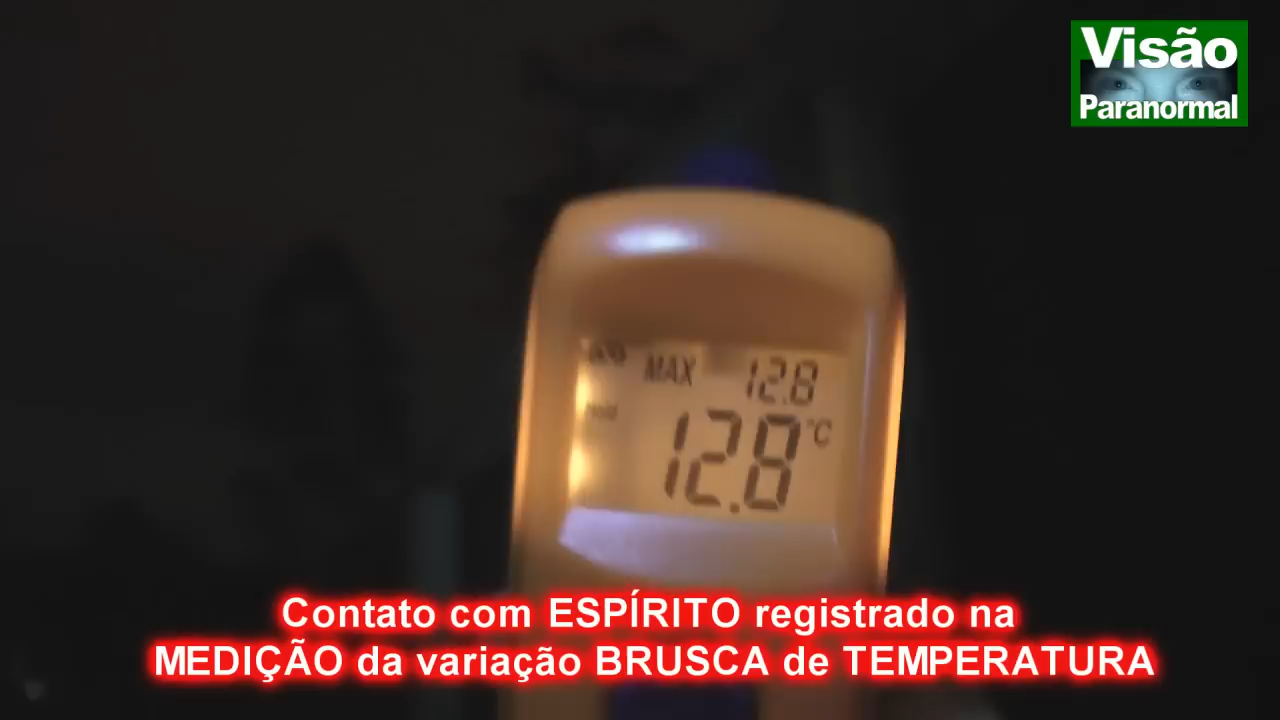 Visão
Paranormal
MAX 12.8
12.8 °C
Contato com ESPÍRITO registrado na
MEDIÇÃO da variação BRUSCA de TEMPERATURA